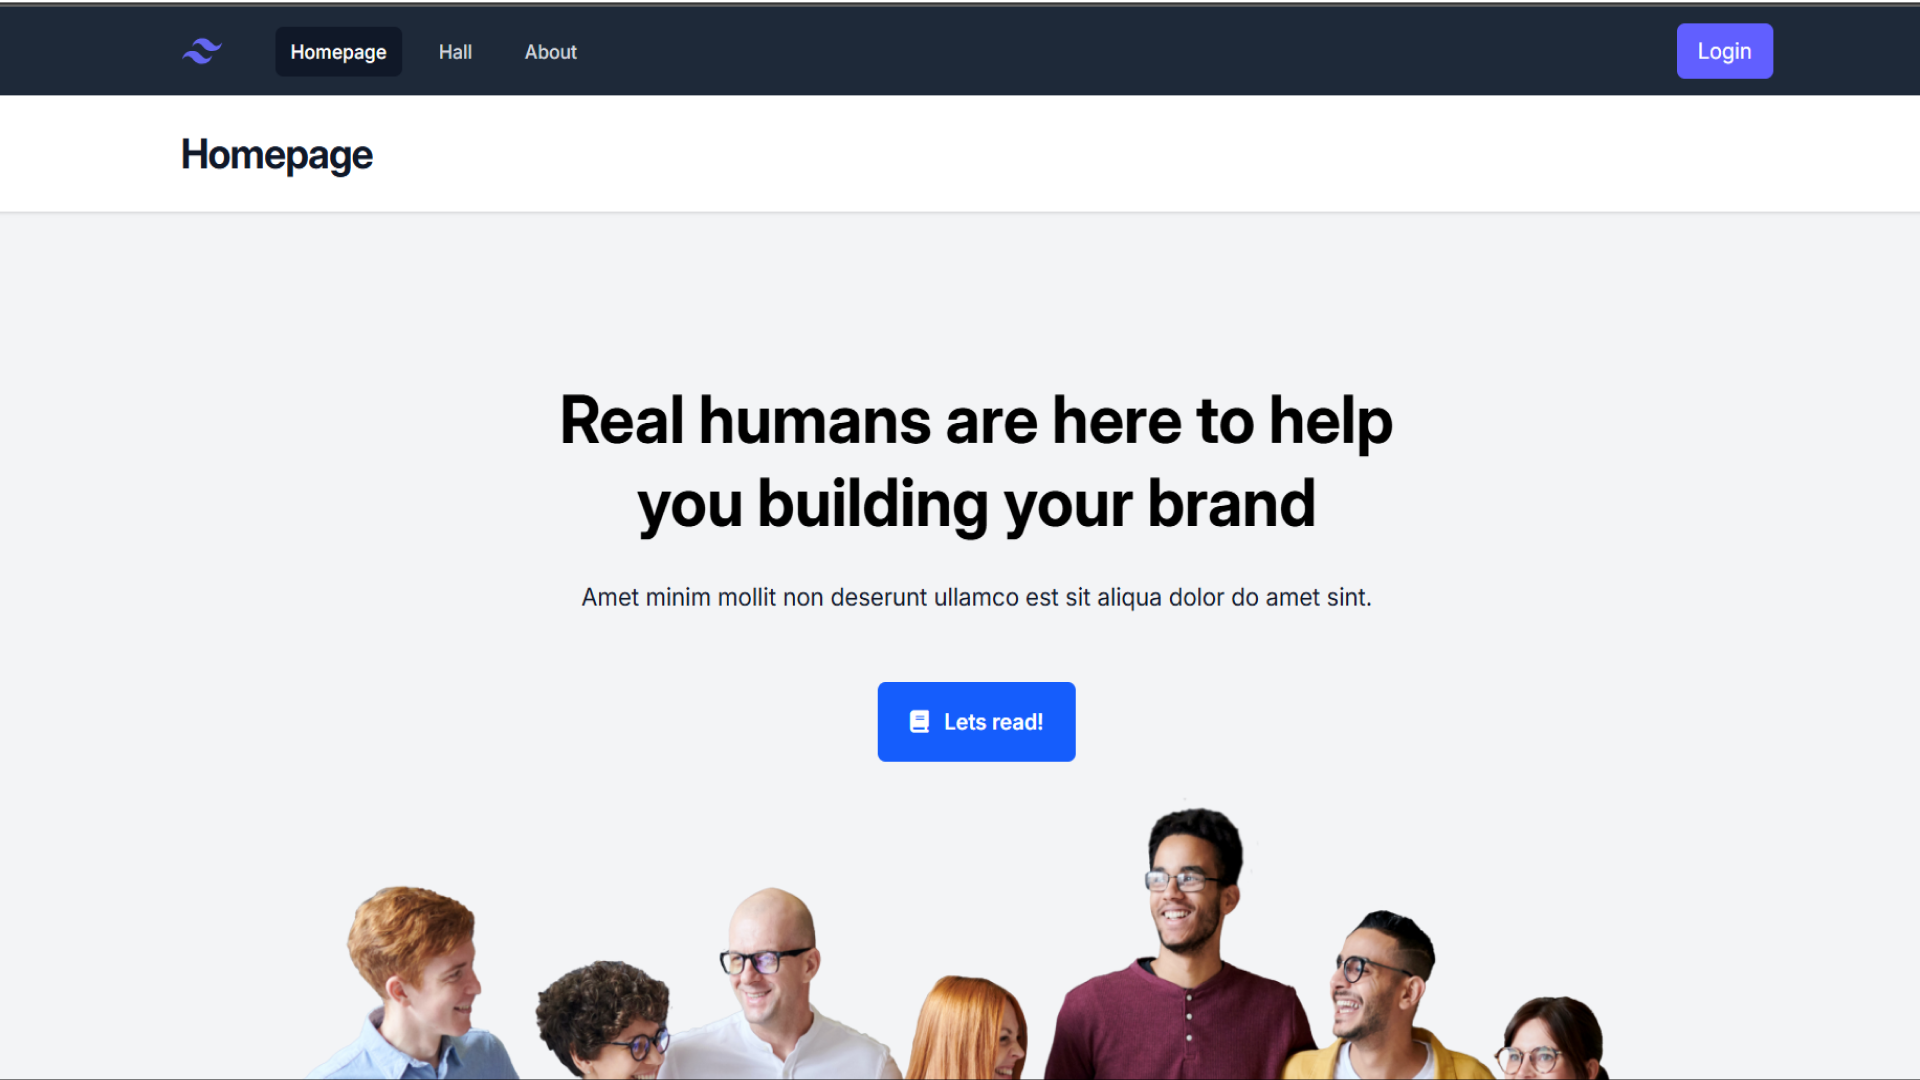 Homepage
Hall
About
Login
Homepage
Real humans are here to help
you building your brand
Amet minim mollit non deserunt ullamco est sit aliqua dolor do amet sint.
Lets read!